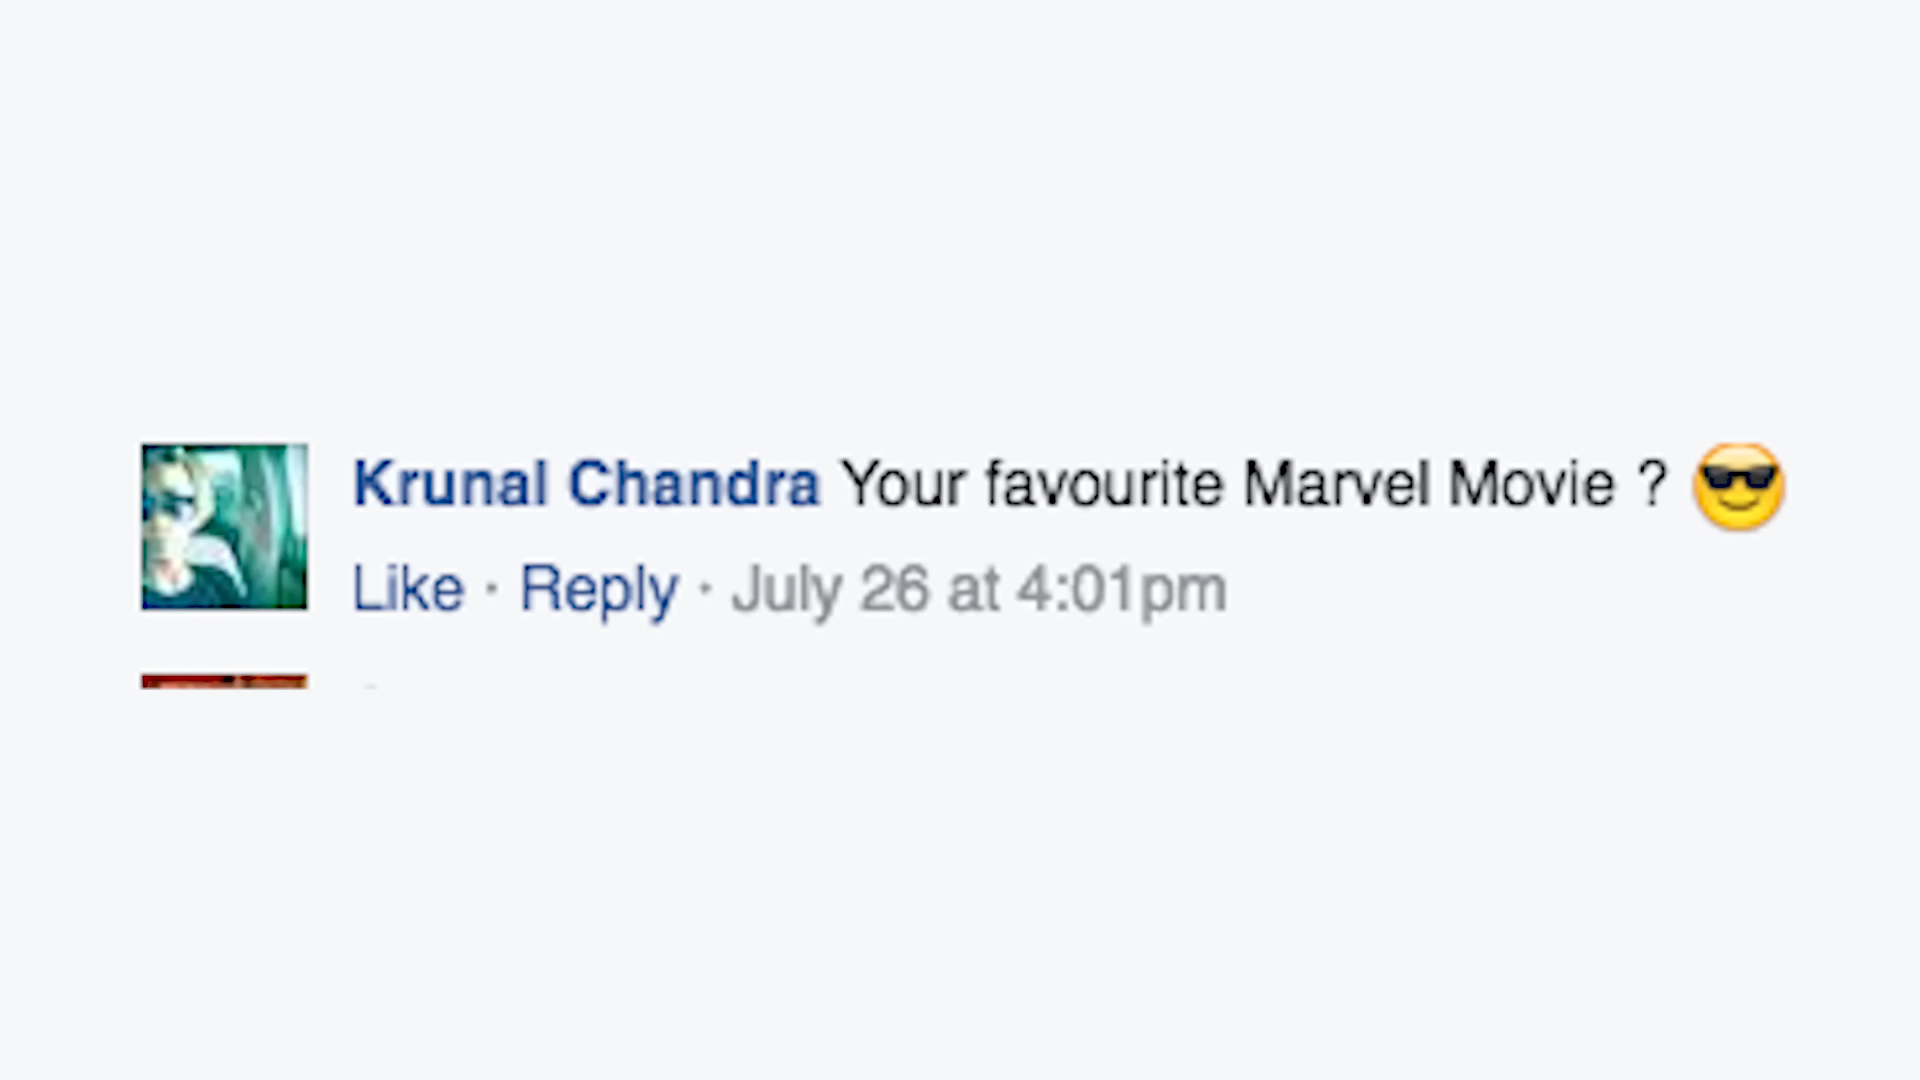 Krunal Chandra Your favourite Marvel Movie ? 😎
Like · Reply · July 26 at 4:01pm